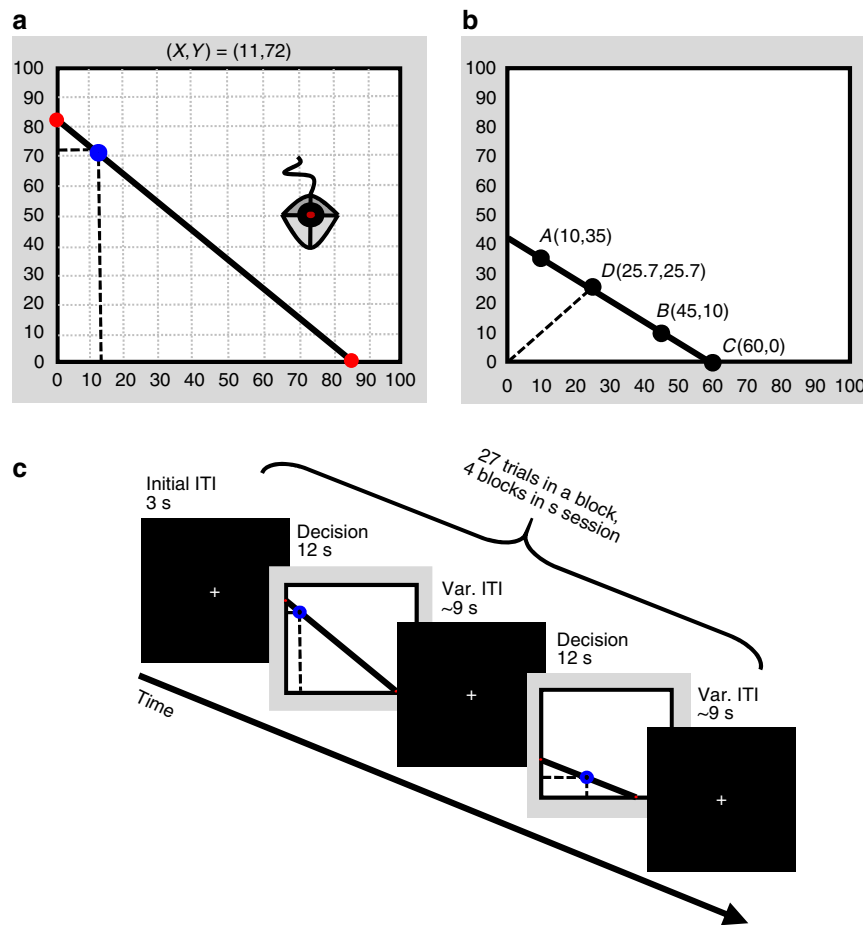 a
(X,Y) = (11,72)
100
90
80
70
60
50
40
30
20
10
0
0 10 20 30 40 50 60 70 80 90 100
b
100
90
80
70
60
50
40
30
20
10
0
A(10,35)
D(25.7,25.7)
B(45,10)
C(60,0)
0 10 20 30 40 50 60 70 80 90 100
c
27 trials in a block,
4 blocks in s session
Initial ITI
3 s
Decision
12 s
Var. ITI
~9 s
Decision
12 s
Var. ITI
~9 s
Time